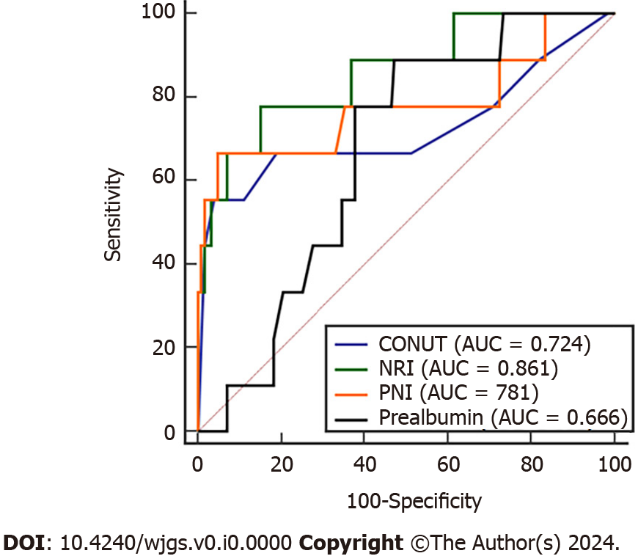 100
80
60
40
20
0
Sensitivity
CONUT (AUC = 0.724)
NRI (AUC = 0.861)
PNI (AUC = 781)
Prealbumin (AUC = 0.666)
0 20 40 60 80 100
100-Specificity
DOI: 10.4240/wjgs.v0.i0.0000 Copyright ©The Author(s) 2024.